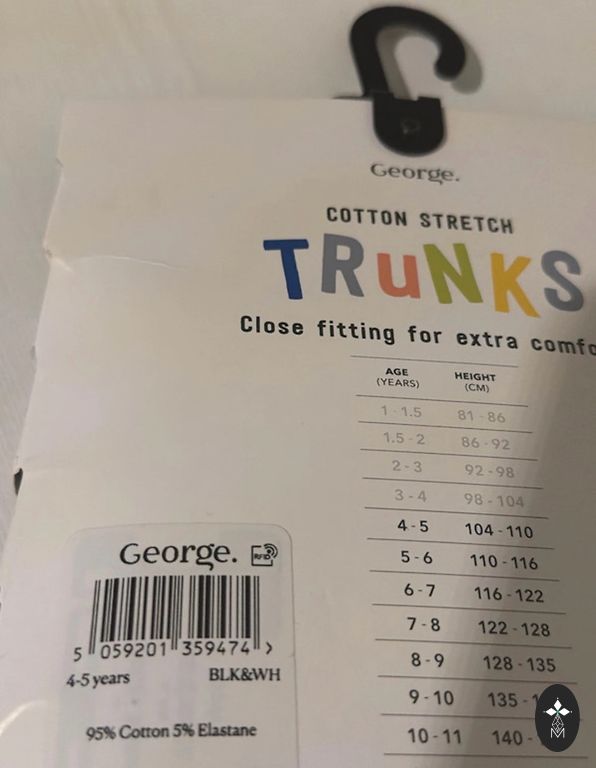 George.
COTTON STRETCH
TRuNKS
Close fitting for extra
AGE HEIGHT
(YEARS) (CM)
1 - 1.5 81 - 86
1.5 - 2 86 - 92
2 - 3 92 - 98
3 - 4 98 - 104
4 - 5 104 - 110
5 - 6 110 - 116
6 - 7 116 - 122
7 - 8 122 - 128
8 - 9 128 - 135
9 - 10 135 -
10 - 11 140 -
George. RFID
5 059201 359474 >
4-5 years BLK&WH
95% Cotton 5% Elastane
M